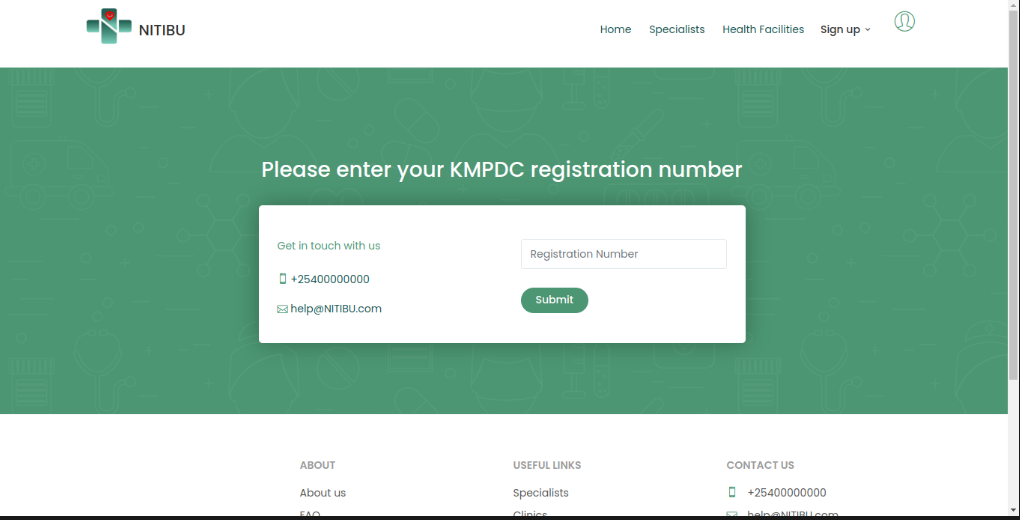 NITIBU
Home Specialists Health Facilities Sign up
Please enter your KMPDC registration number
Get in touch with us
+25400000000
help@NITIBU.com
Registration Number
Submit
ABOUT
About us
FAQ
USEFUL LINKS
Specialists
Clinics
CONTACT US
+25400000000
help@NITIBU.com